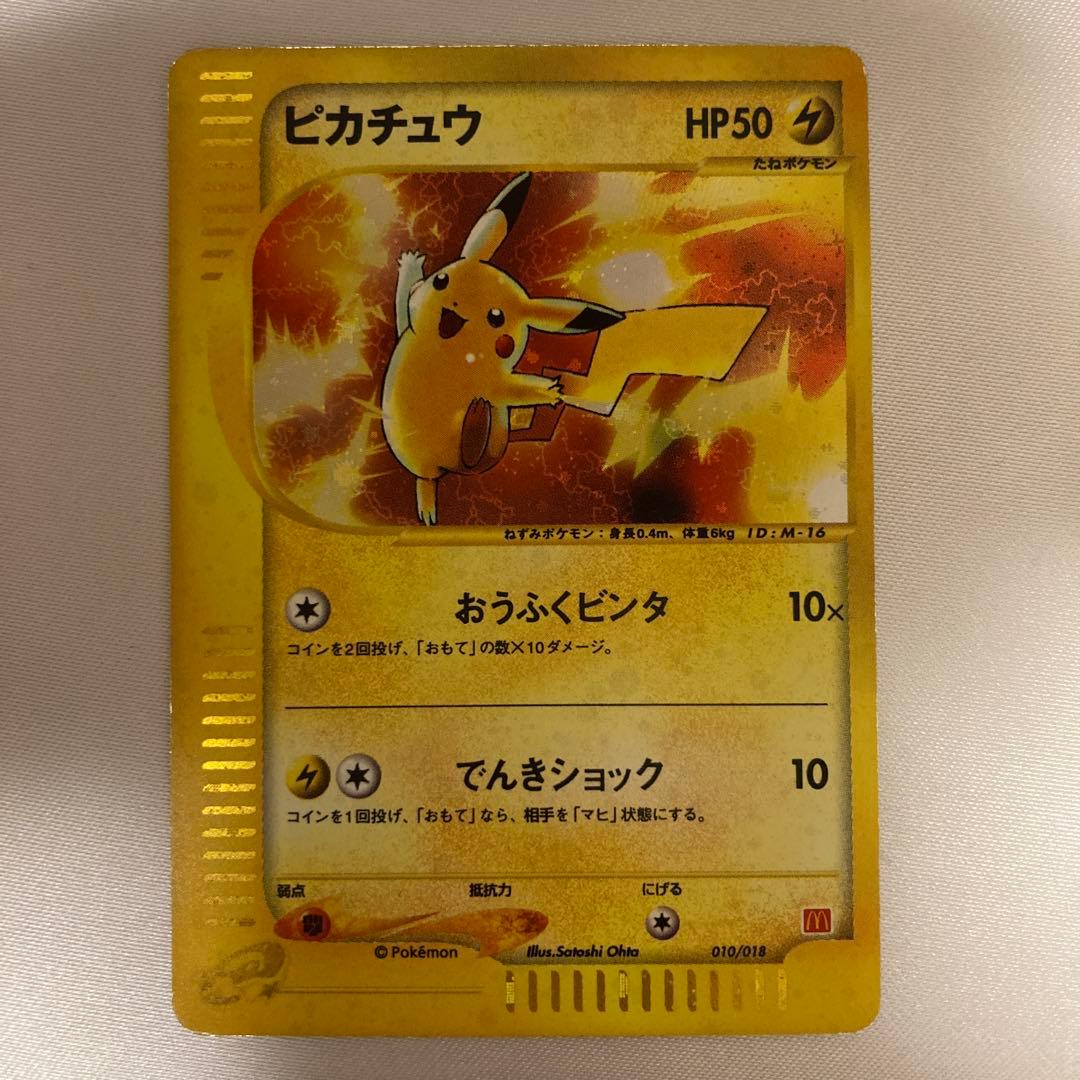 ピカチュウ HP50
たねポケモン
ねずみポケモン：身長0.4m、体重6kg ID:M-16
おうふくビンタ 10×
コインを2回投げ、「おもて」の数×10ダメージ。
でんきショック 10
コインを1回投げ、「おもて」なら、相手を「マヒ」状態にする。
弱点 抵抗力 にげる
闘
M
© Pokémon Illus.Satoshi Ohta 010/018